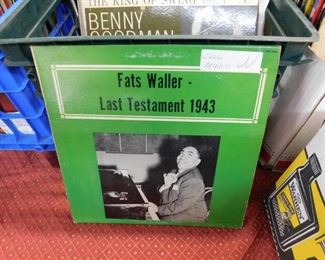 THE KING OF SWING
BENNY
GOODMAN
Fats Waller -
Last Testament 1943